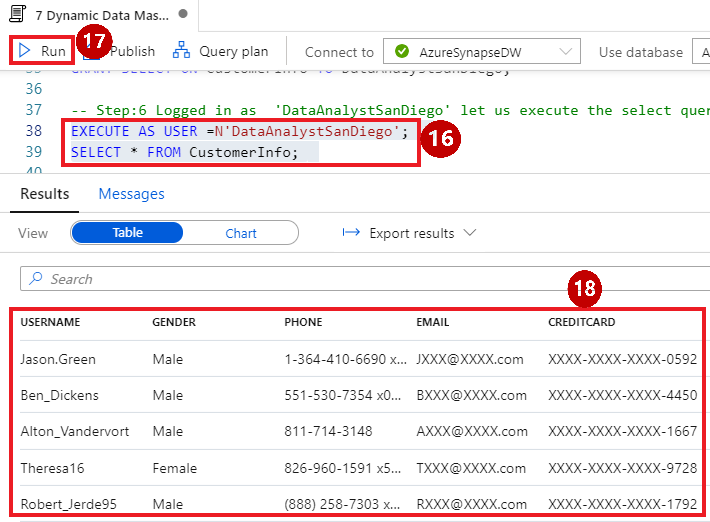 7 Dynamic Data Mas...
Run
17
Publish
Query plan
Connect to
AzureSynapseDW
Use database
A
35
GRANT SELECT ON CustomerInfo TO DataAnalystSanDiego;
36
37 -- Step:6 Logged in as 'DataAnalystSanDiego' let us execute the select quer
38 EXECUTE AS USER =N'DataAnalystSanDiego';
16
39 SELECT * FROM CustomerInfo;
Results Messages
View Table Chart Export results
Search
18
USERNAME GENDER PHONE EMAIL CREDITCARD
Jason.Green Male 1-364-410-6690 x... JXXX@XXXX.com XXXX-XXXX-XXXX-0592
Ben_Dickens Male 551-530-7354 x0... BXXX@XXXX.com XXXX-XXXX-XXXX-4450
Alton_Vandervort Male 811-714-3148 AXXX@XXXX.com XXXX-XXXX-XXXX-1667
Theresa16 Female 826-960-1591 x5... TXXX@XXXX.com XXXX-XXXX-XXXX-9728
Robert_Jerde95 Male (888) 258-7303 x... RXXX@XXXX.com XXXX-XXXX-XXXX-1792